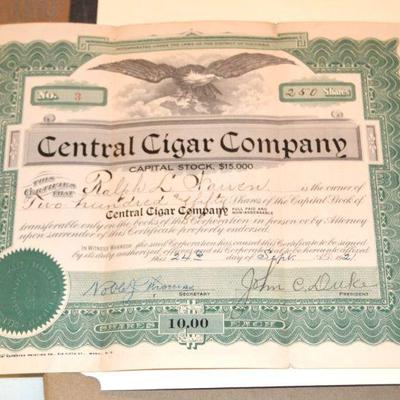 INCORPORATED UNDER THE LAWS OF THE DISTRICT OF COLUMBIA
No. 3
250 Shares
Central Cigar Company
CAPITAL STOCK, $15,000.
THIS CERTIFIES THAT Ralph L. is the owner of
Two hundred fifty Shares of the Capital Stock of
Central Cigar Company FULL PAID AND NON-ASSESSABLE
transferable only on the books of this Corporation in person or by Attorney
upon surrender of this Certificate properly endorsed.
IN WITNESS WHEREOF the said Corporation has caused this Certificate to be signed
by its duly authorized officers and its Corporate Seal to be hereunto affixed
this 24th day of Sept.
John C. Duke
SECRETARY
PRESIDENT
SHARES 10.00 EACH